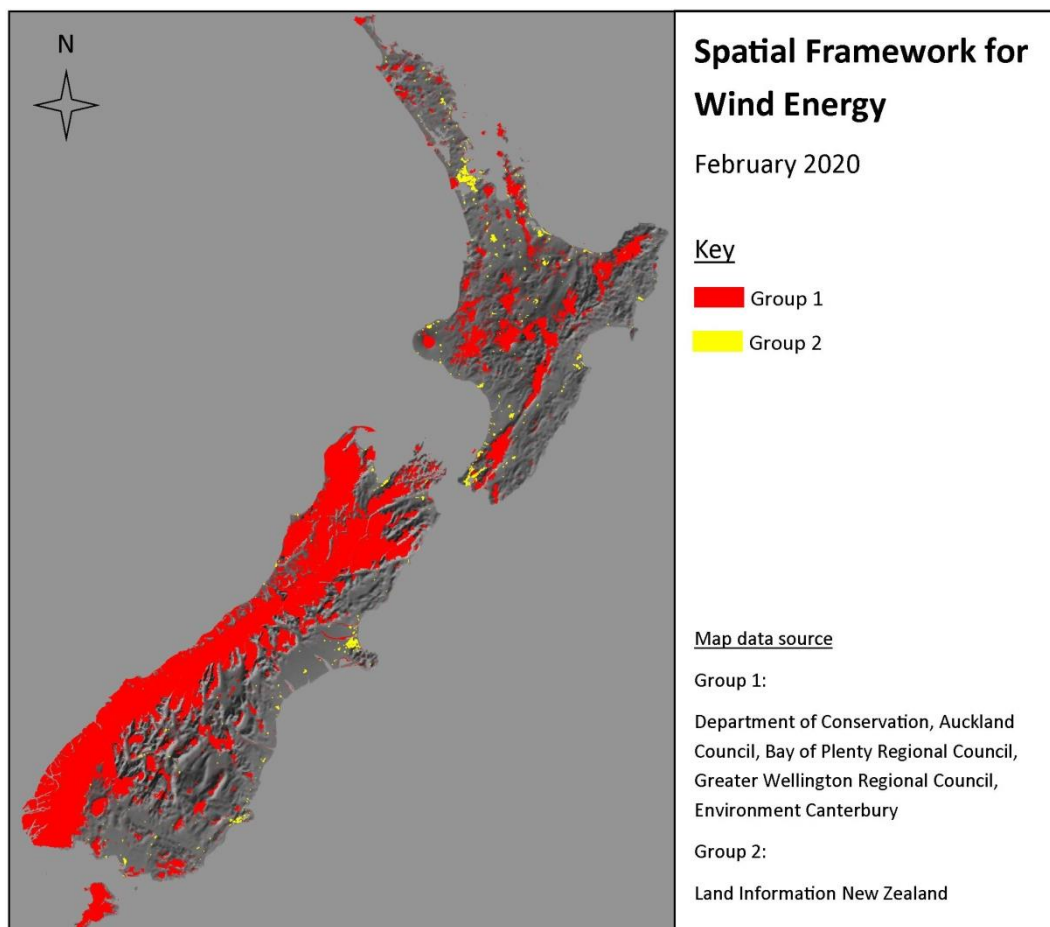 N
Spatial Framework for
Wind Energy
February 2020
Key
Group 1
Group 2
Map data source
Group 1:
Department of Conservation, Auckland
Council, Bay of Plenty Regional Council,
Greater Wellington Regional Council,
Environment Canterbury
Group 2:
Land Information New Zealand